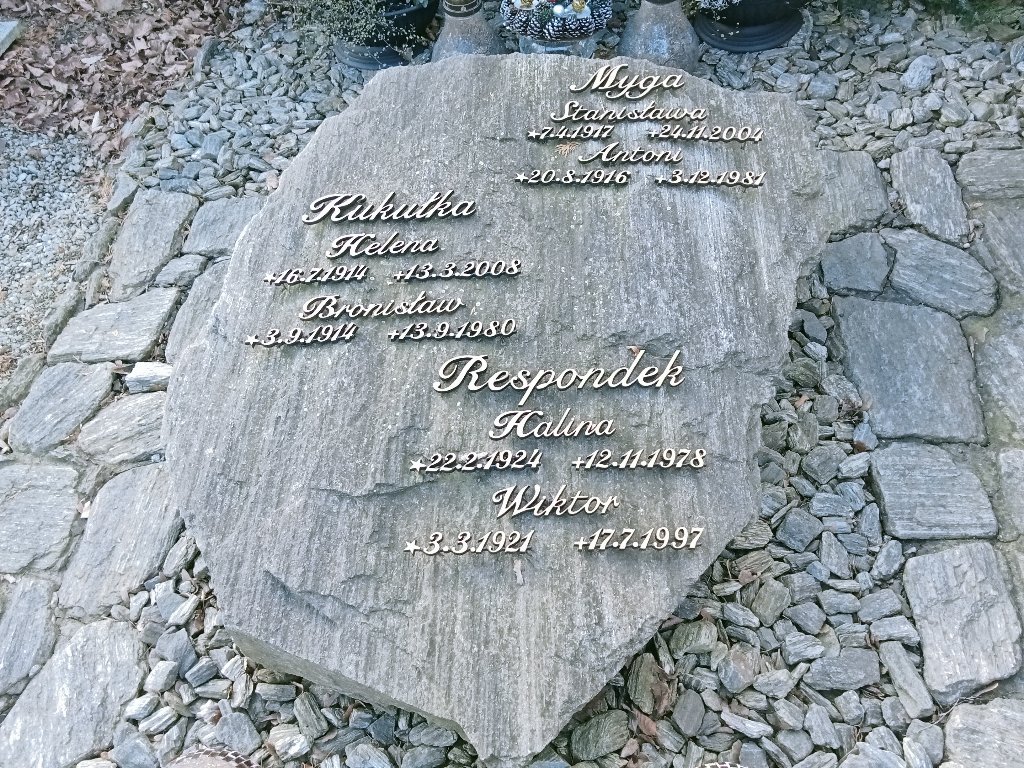 Myga
Stanisława
*7.4.1917 +24.11.2004
Antoni
*20.8.1916 +3.12.1981
Kukułka
Helena
+16.7.1914 +13.3.2008
Bronisław
*3.9.1914 +13.9.1980
Respondek
Halina
*22.2.1924 +12.11.1978
Wiktor
*3.3.1921 +17.7.1997